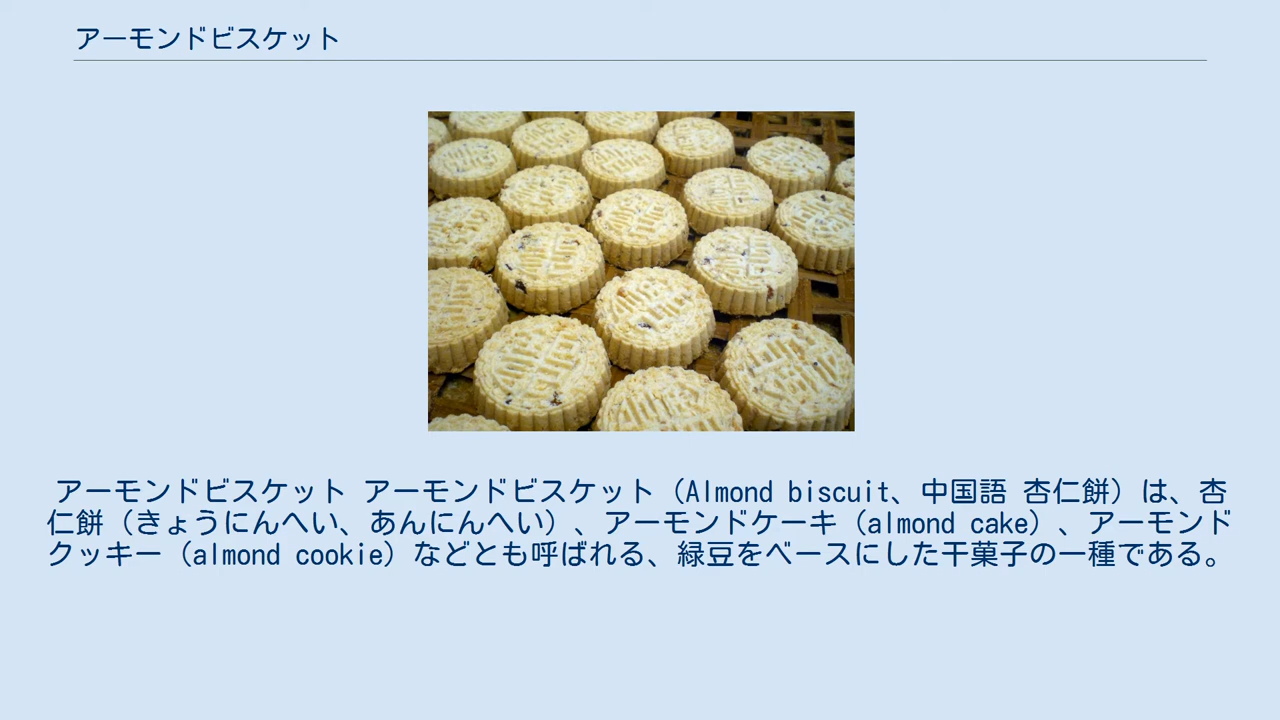 アーモンドビスケット
アーモンドビスケット アーモンドビスケット（Almond biscuit、中国語 杏仁餅）は、杏
仁餅（きょうにんへい、あんにんへい）、アーモンドケーキ（almond cake）、アーモンド
クッキー（almond cookie）などとも呼ばれる、緑豆をベースにした干菓子の一種である。